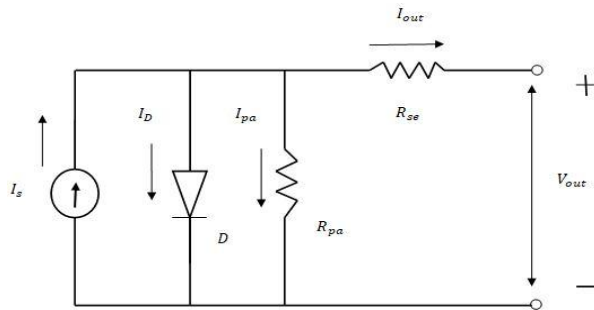 I_out
I_D
I_pa
R_se
+
I_s
V_out
D
R_pa
−